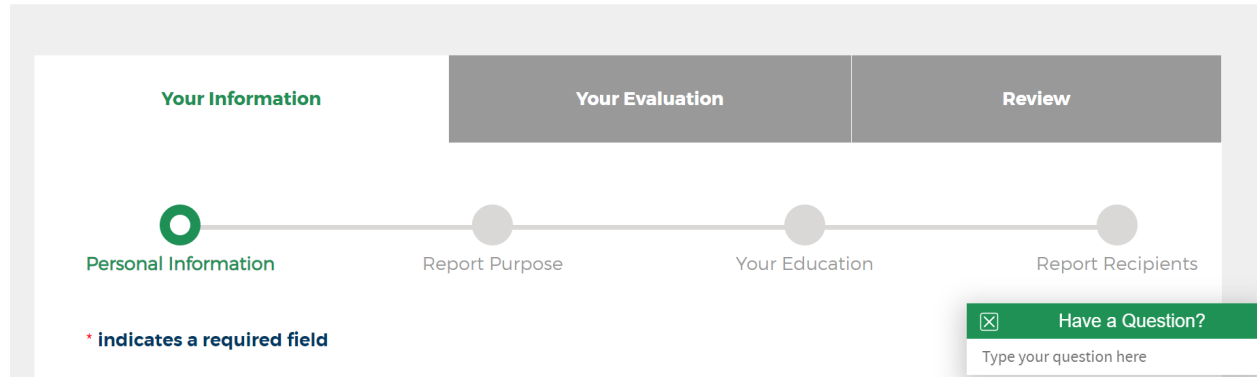 Your Information
Your Evaluation
Review
Personal Information
Report Purpose
Your Education
Report Recipients
* indicates a required field
Have a Question?
Type your question here